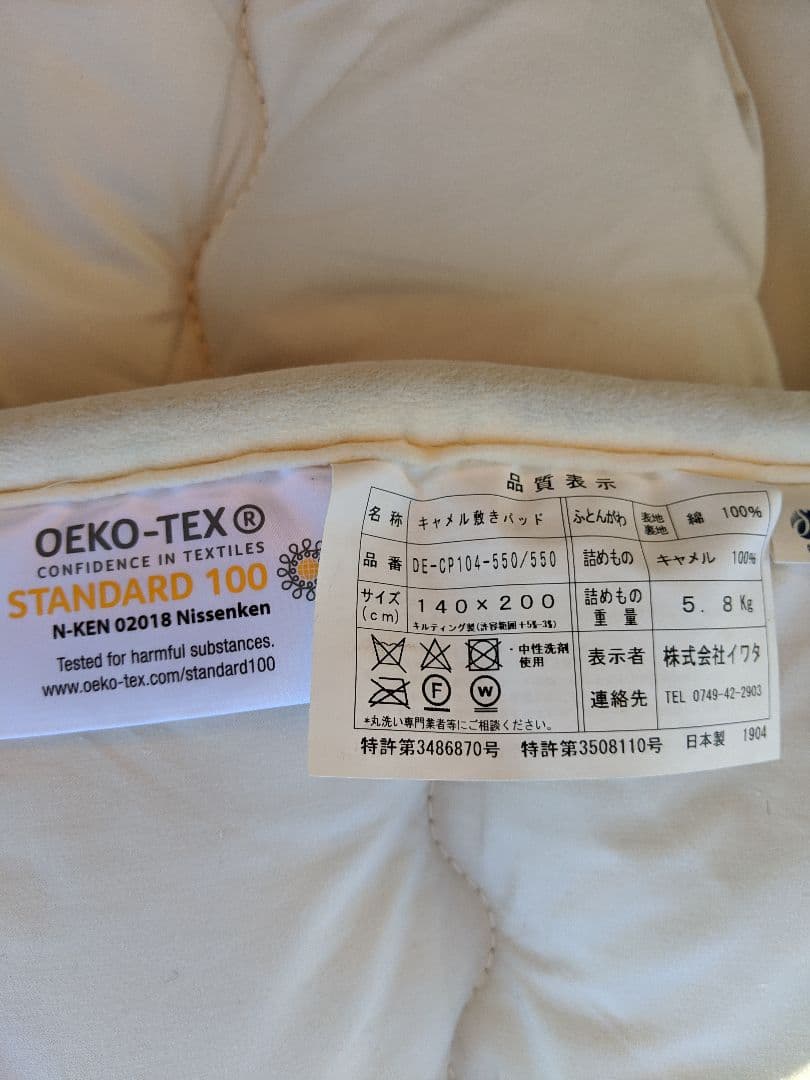 OEKO-TEX®
CONFIDENCE IN TEXTILES
STANDARD 100
N-KEN 02018 Nissenken
Tested for harmful substances.
www.oeko-tex.com/standard100
品質表示
名称 キャメル敷きパッド ふとんがわ 表地 裏地 綿 100%
品番 DE-CP104-550/550 詰めもの キャメル 100%
サイズ(cm) 140×200 詰めもの重量 5.8Kg
キルティング製(許容範囲+5%-3%)
・中性洗剤使用 表示者 株式会社イワタ
F W 連絡先 TEL 0749-42-2903
*丸洗い専門業者等にご相談ください。
特許第3486870号 特許第3508110号 日本製 1904